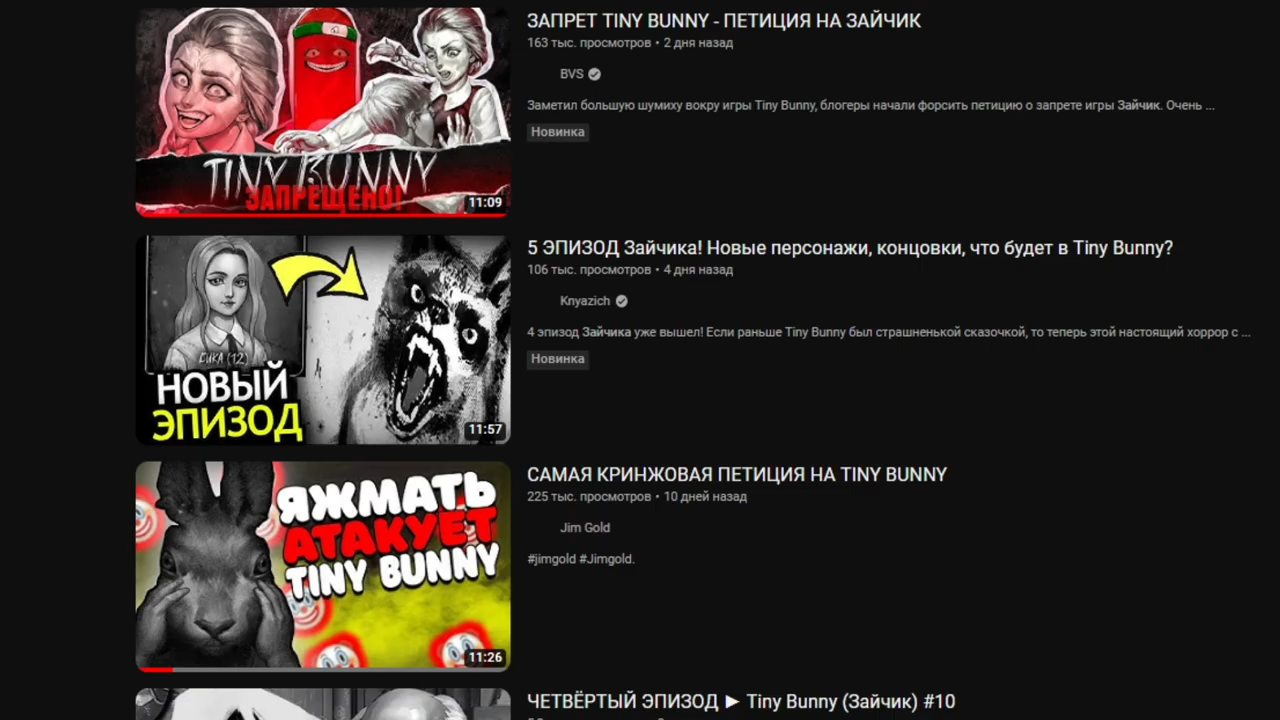 ЗАПРЕТ TINY BUNNY - ПЕТИЦИЯ НА ЗАЙЧИК
163 тыс. просмотров • 2 дня назад
BVS
Заметил большую шумиху вокруг игры Tiny Bunny, блогеры начали форсить петицию о запрете игры Зайчик. Очень ...
Новинка
TINY BUNNY
ЗАПРЕЩЕНО!
11:09
5 ЭПИЗОД Зайчика! Новые персонажи, концовки, что будет в Tiny Bunny?
106 тыс. просмотров • 4 дня назад
Knyazich
4 эпизод Зайчика уже вышел! Если раньше Tiny Bunny был страшненькой сказочкой, то теперь этой настоящий хоррор с ...
Новинка
(12)
НОВЫЙ
ЭПИЗОД
11:57
САМАЯ КРИНЖОВАЯ ПЕТИЦИЯ НА TINY BUNNY
225 тыс. просмотров • 10 дней назад
Jim Gold
#jimgold #Jimgold.
ЯЖМАТЬ
АТАКУЕТ
TINY BUNNY
11:26
ЧЕТВЁРТЫЙ ЭПИЗОД ► Tiny Bunny (Зайчик) #10